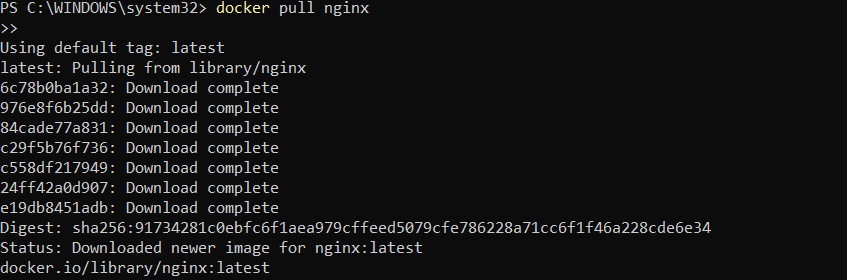 PS C:\WINDOWS\system32> docker pull nginx
>>
Using default tag: latest
latest: Pulling from library/nginx
6c78b0ba1a32: Download complete
976e8f6b25dd: Download complete
84cade77a831: Download complete
c29f5b76f736: Download complete
c558df217949: Download complete
24ff42a0d907: Download complete
e19db8451adb: Download complete
Digest: sha256:91734281c0ebfc6f1aea979cffeed5079cfe786228a71cc6f1f46a228cde6e34
Status: Downloaded newer image for nginx:latest
docker.io/library/nginx:latest